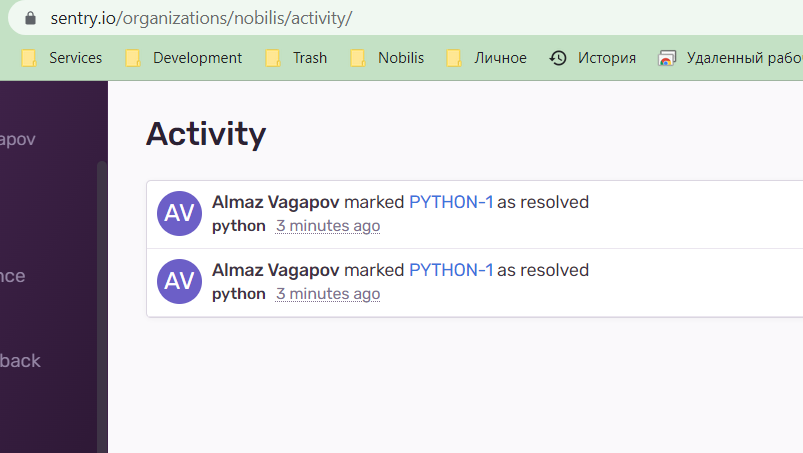 sentry.io/organizations/nobilis/activity/
Services Development Trash Nobilis Личное История Удаленный рабо
apov
Activity
AV Almaz Vagapov marked PYTHON-1 as resolved
python 3 minutes ago
nce
AV Almaz Vagapov marked PYTHON-1 as resolved
python 3 minutes ago
back